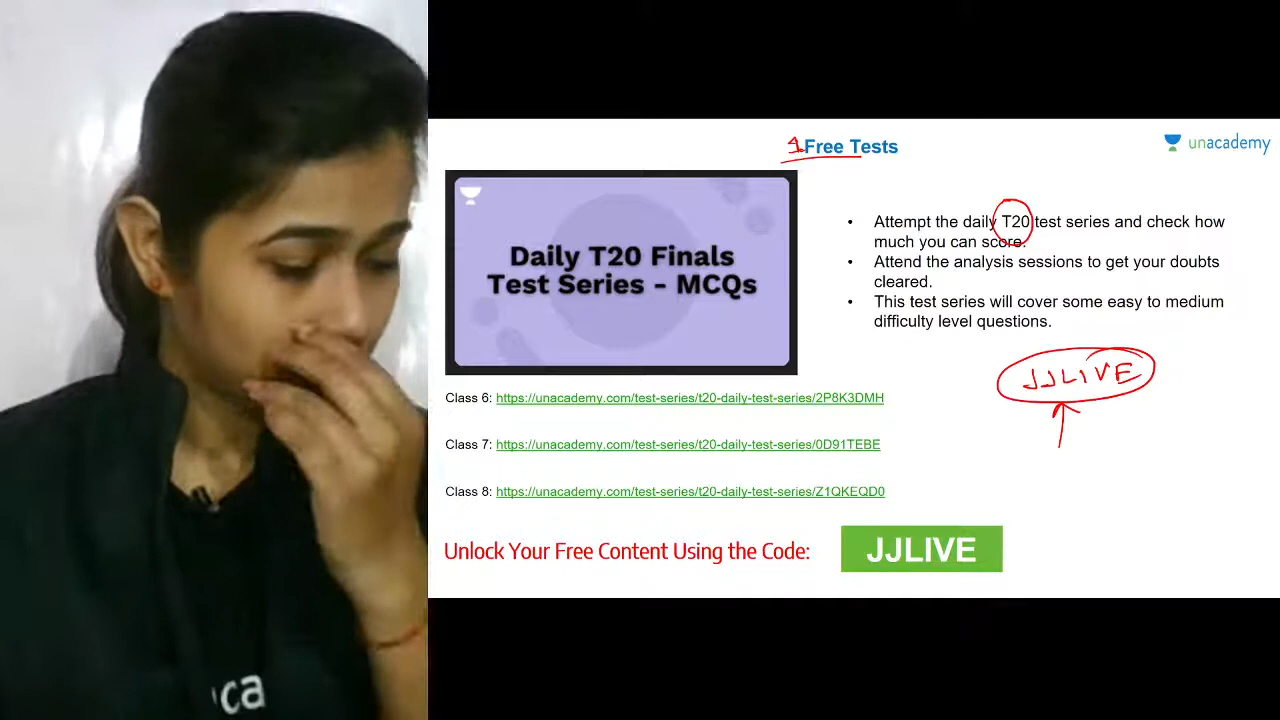 1.Free Tests
unacademy
Daily T20 Finals
Test Series - MCQs
• Attempt the daily T20 test series and check how
much you can score.
• Attend the analysis sessions to get your doubts
cleared.
• This test series will cover some easy to medium
difficulty level questions.
JJLIVE
Class 6: https://unacademy.com/test-series/t20-daily-test-series/2P8K3DMH
Class 7: https://unacademy.com/test-series/t20-daily-test-series/0D91TEBE
Class 8: https://unacademy.com/test-series/t20-daily-test-series/Z1QKEQD0
Unlock Your Free Content Using the Code:
JJLIVE